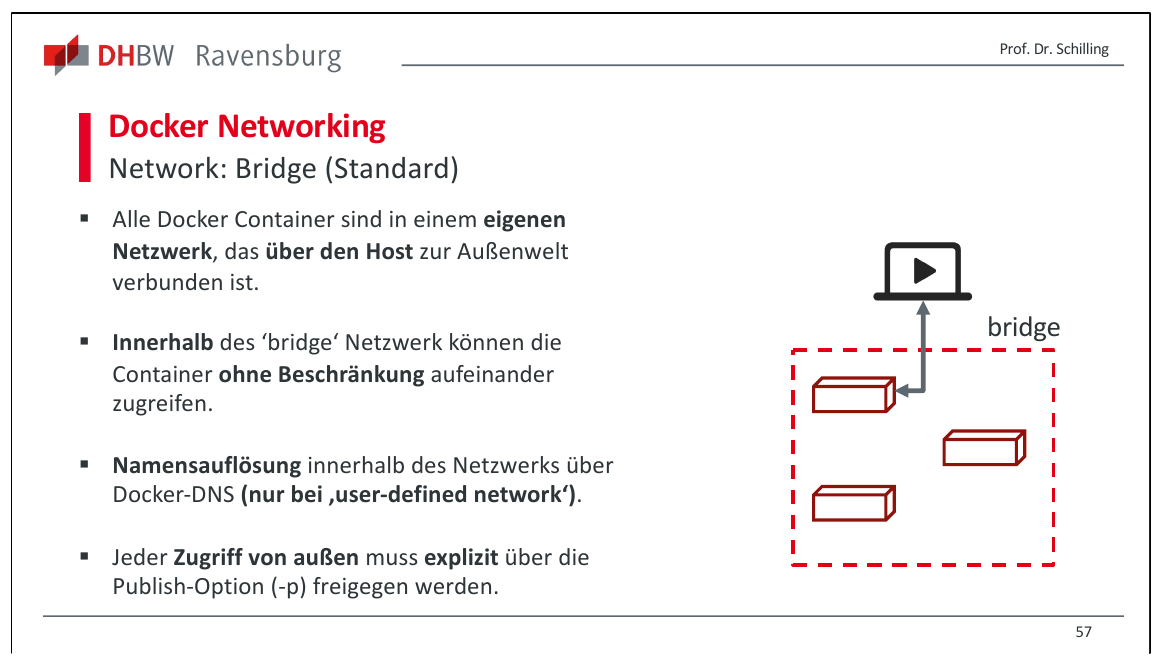 DHBW Ravensburg
Prof. Dr. Schilling
Docker Networking
Network: Bridge (Standard)
▪ Alle Docker Container sind in einem eigenen
Netzwerk, das über den Host zur Außenwelt
verbunden ist.
▪ Innerhalb des ‘bridge‘ Netzwerk können die
Container ohne Beschränkung aufeinander
zugreifen.
▪ Namensauflösung innerhalb des Netzwerks über
Docker-DNS (nur bei ‚user-defined network‘).
▪ Jeder Zugriff von außen muss explizit über die
Publish-Option (-p) freigegen werden.
bridge
57